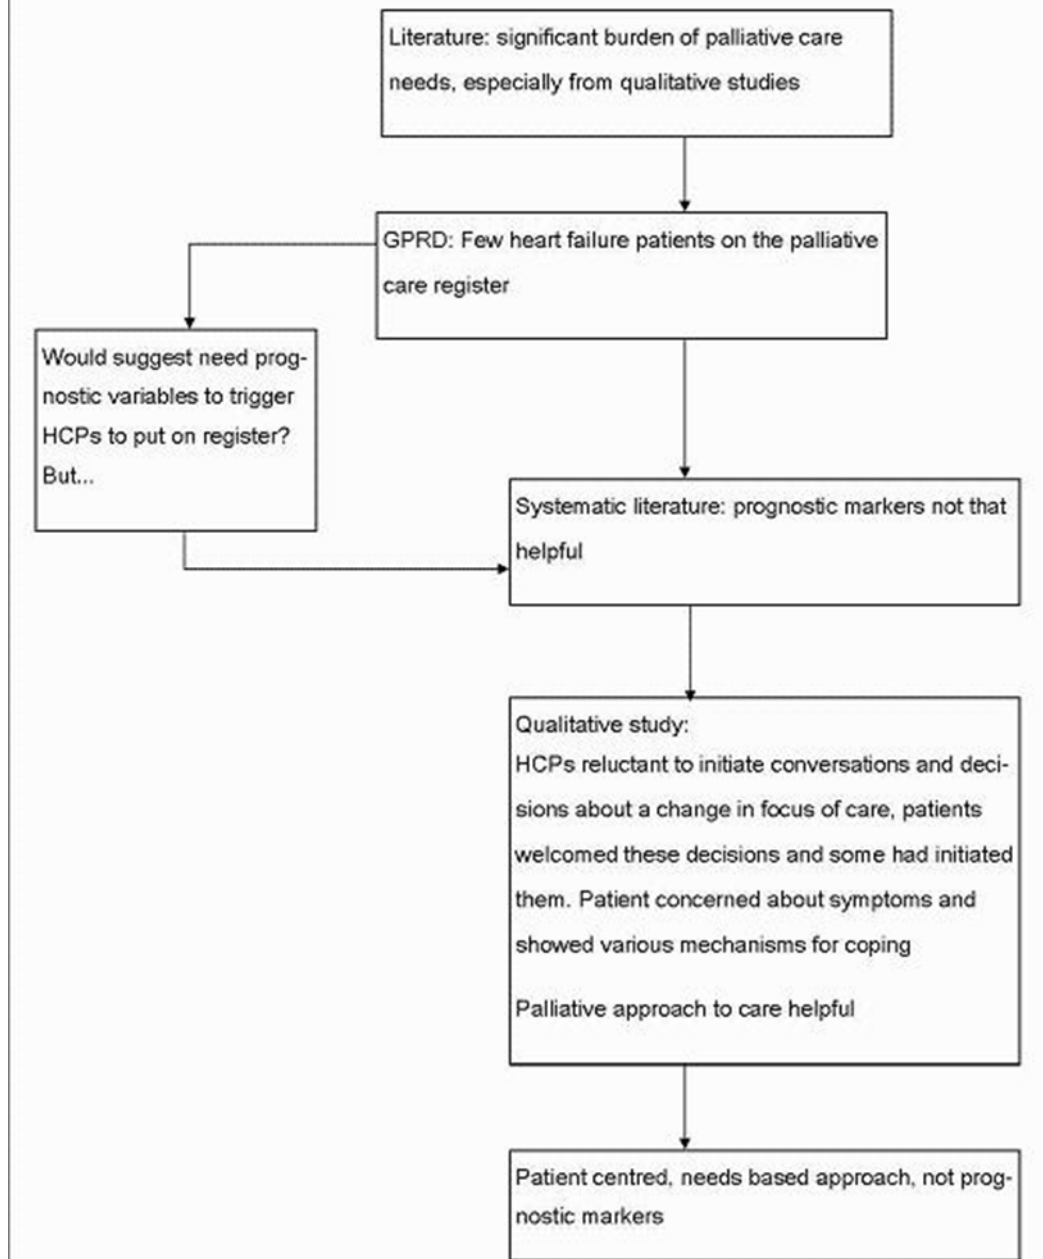 Literature: significant burden of palliative care
needs, especially from qualitative studies
GPRD: Few heart failure patients on the palliative
care register
Would suggest need prog-
nostic variables to trigger
HCPs to put on register?
But...
Systematic literature: prognostic markers not that
helpful
Qualitative study:
HCPs reluctant to initiate conversations and deci-
sions about a change in focus of care, patients
welcomed these decisions and some had initiated
them. Patient concerned about symptoms and
showed various mechanisms for coping
Palliative approach to care helpful
Patient centred, needs based approach, not prog-
nostic markers